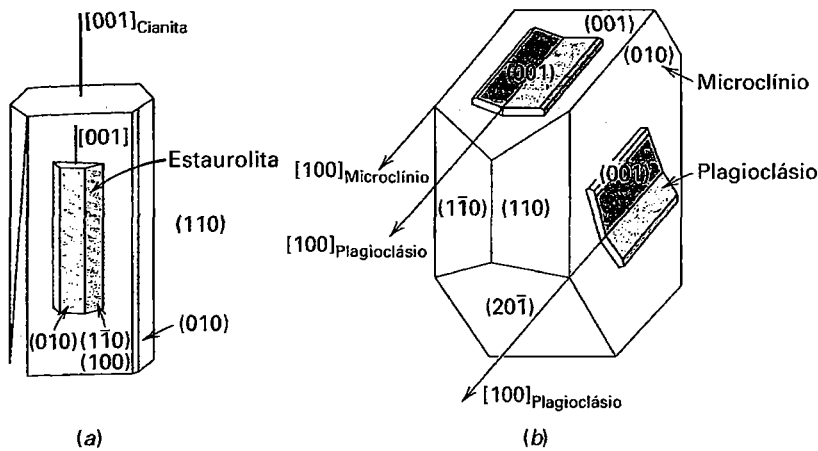 [001]Cianita
[001]
Estaurolita
(110)
(010)
(010) (11̄0)
(100)
(a)
(001)
(010)
(001)
Microclínio
[100]Microclínio
(001)
Plagioclásio
(11̄0)
(110)
[100]Plagioclásio
(201̄)
[100]Plagioclásio
(b)